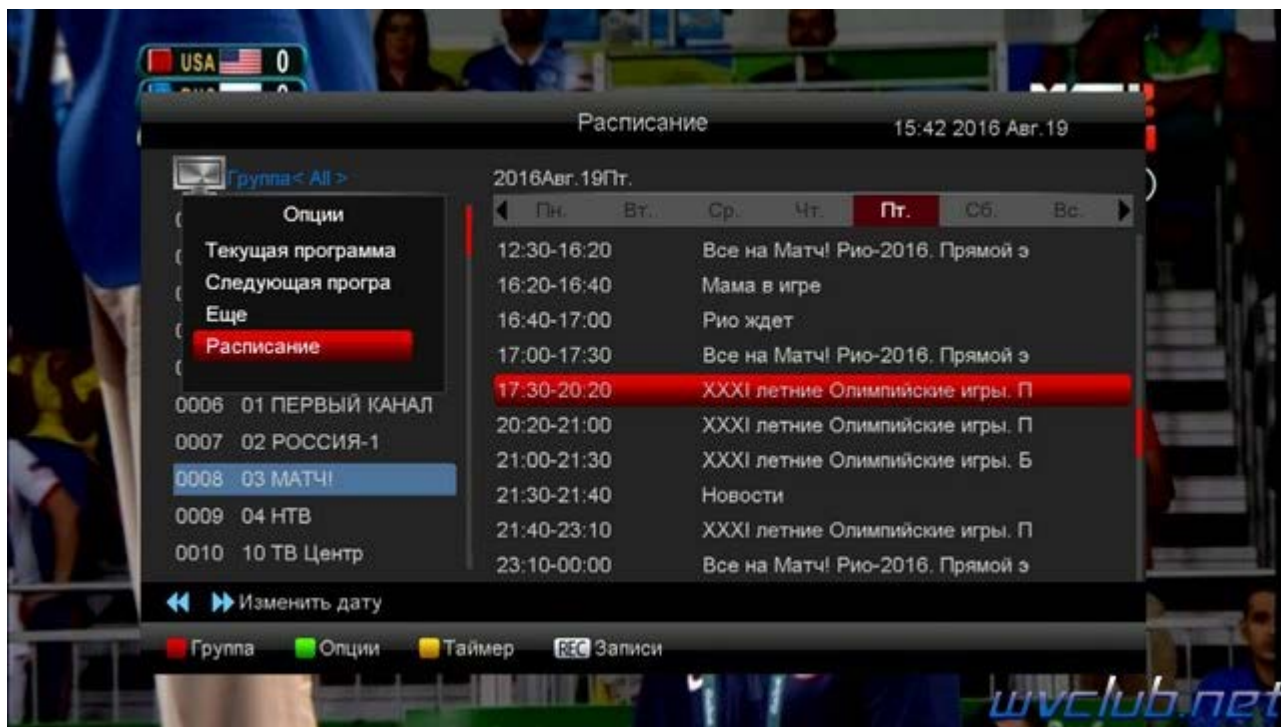 USA 0
Расписание
15:42 2016 Авг.19
Группа< All >
2016Авг.19Пт.
Опции
Текущая программа
Следующая програ
Еще
Расписание
Пн. Вт. Ср. Чт. Пт. Сб. Вс.
0006 01 ПЕРВЫЙ КАНАЛ
0007 02 РОССИЯ-1
0008 03 МАТЧ!
0009 04 НТВ
0010 10 ТВ Центр
12:30-16:20 Все на Матч! Рио-2016. Прямой э
16:20-16:40 Мама в игре
16:40-17:00 Рио ждет
17:00-17:30 Все на Матч! Рио-2016. Прямой э
17:30-20:20 XXXI летние Олимпийские игры. П
20:20-21:00 XXXI летние Олимпийские игры. П
21:00-21:30 XXXI летние Олимпийские игры. Б
21:30-21:40 Новости
21:40-23:10 XXXI летние Олимпийские игры. П
23:10-00:00 Все на Матч! Рио-2016. Прямой э
Изменить дату
Группа Опции Таймер REC Записи
wvclub.net